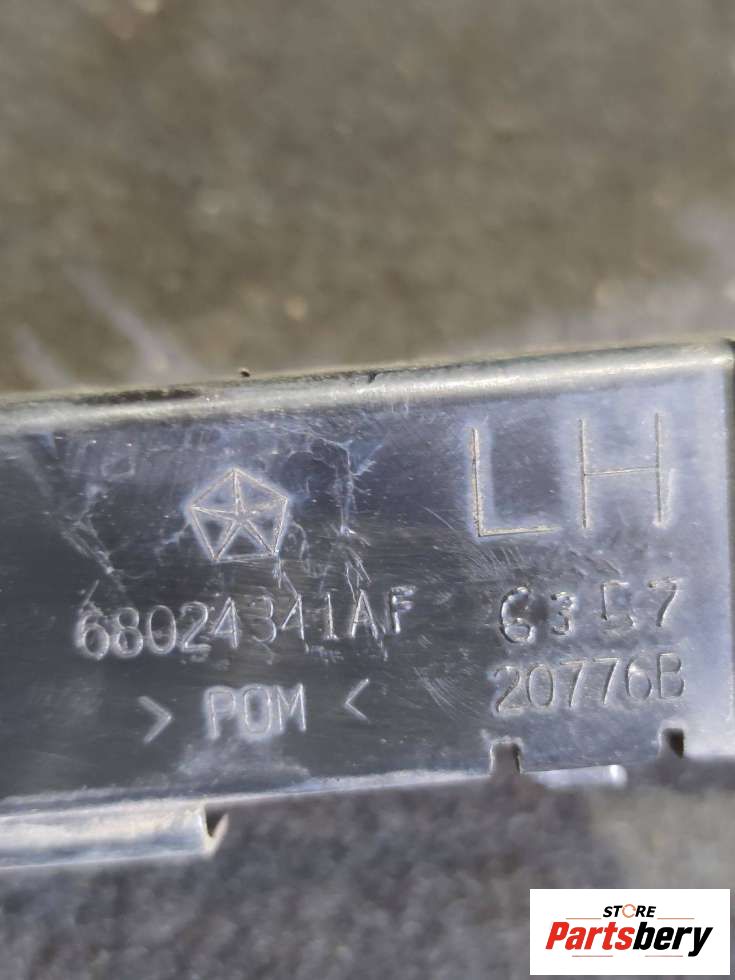 LH
68024341AF
> POM <
20776B
STORE
Partsbery